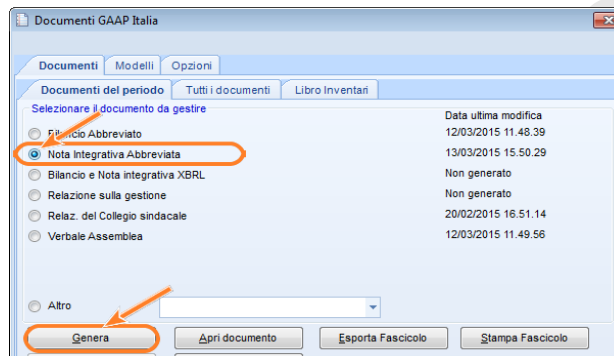 Documenti GAAP Italia
Documenti Modelli Opzioni
Documenti del periodo Tutti i documenti Libro Inventari
Selezionare il documento da gestire
Data ultima modifica
Bilancio Abbreviato 12/03/2015 11.48.39
Nota Integrativa Abbreviata 13/03/2015 15.50.29
Bilancio e Nota integrativa XBRL Non generato
Relazione sulla gestione Non generato
Relaz. del Collegio sindacale 20/02/2015 16.51.14
Verbale Assemblea 12/03/2015 11.49.56
Altro
Genera Apri documento Esporta Fascicolo Stampa Fascicolo